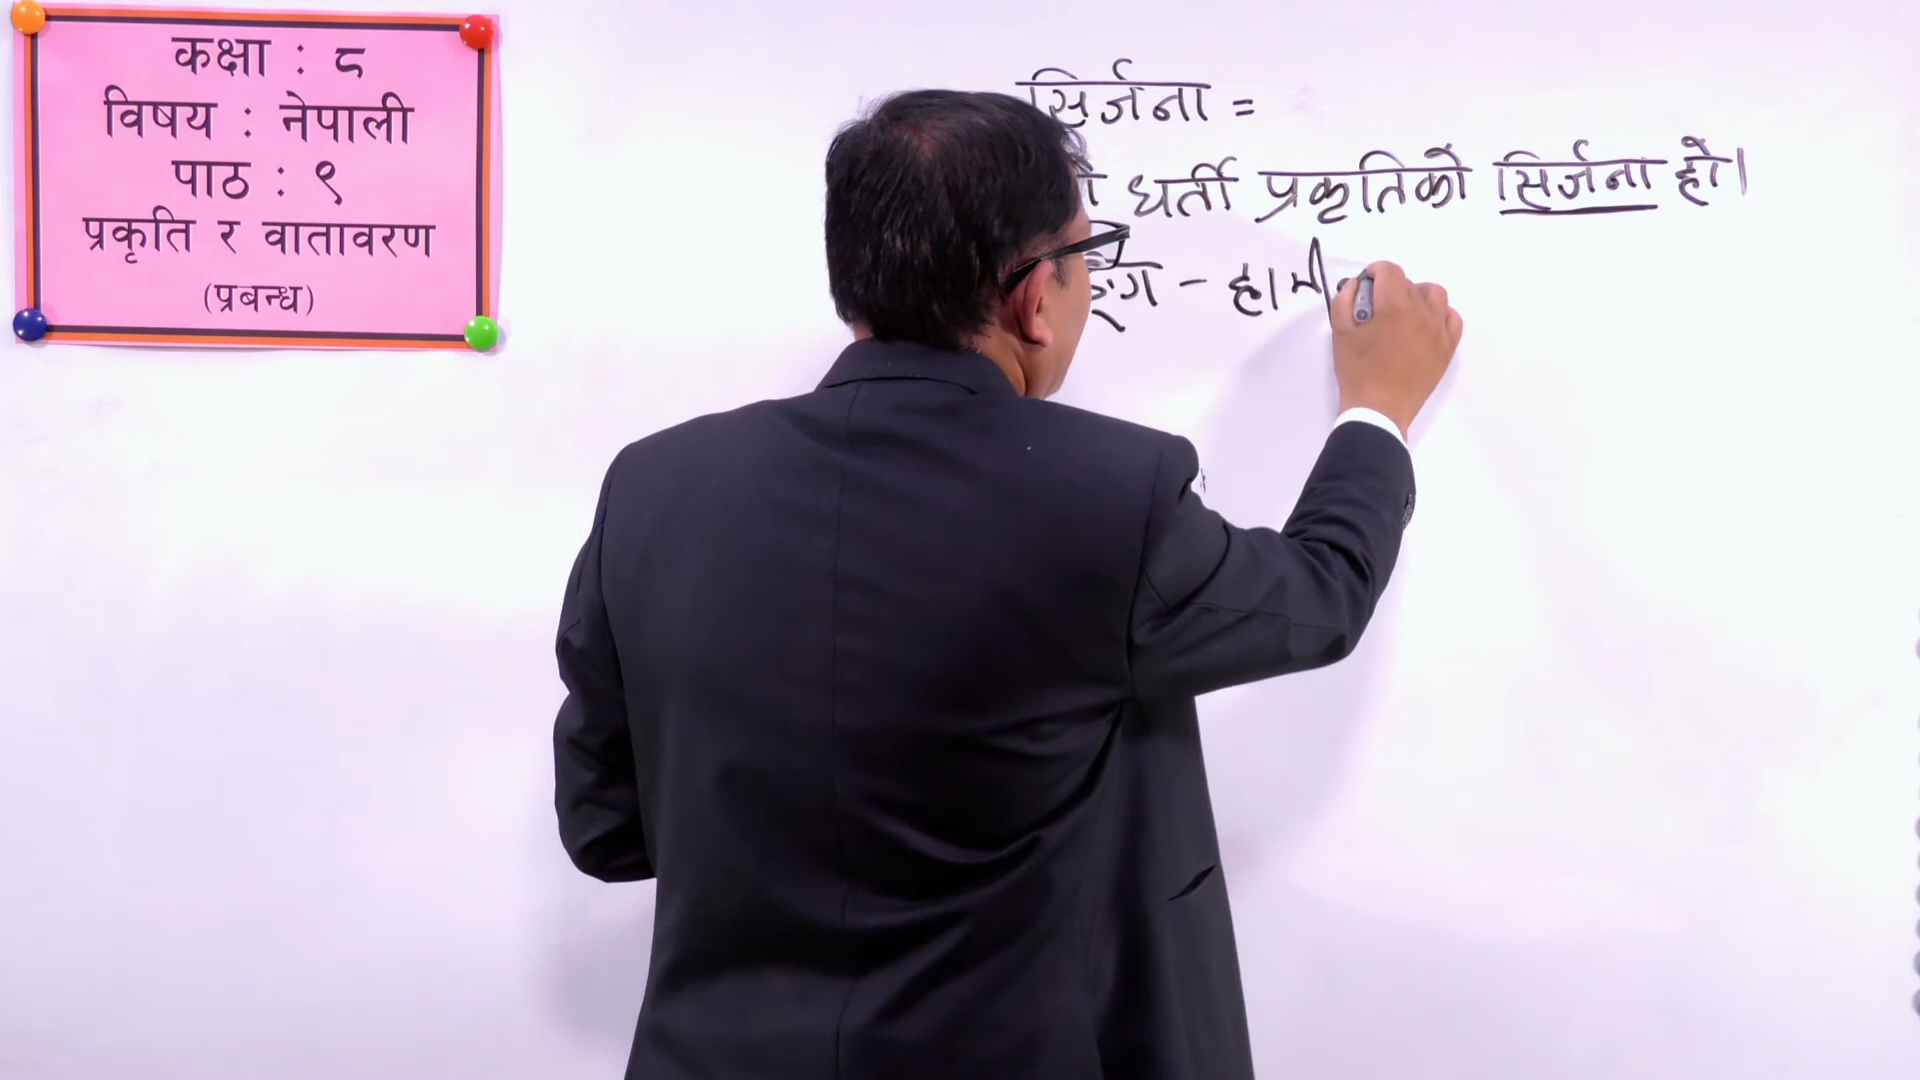 कक्षा : ८
विषय : नेपाली
पाठ : ९
प्रकृति र वातावरण
(प्रबन्ध)
सिर्जना =
धर्ती प्रकृतिको सिर्जना हो।
- हामी